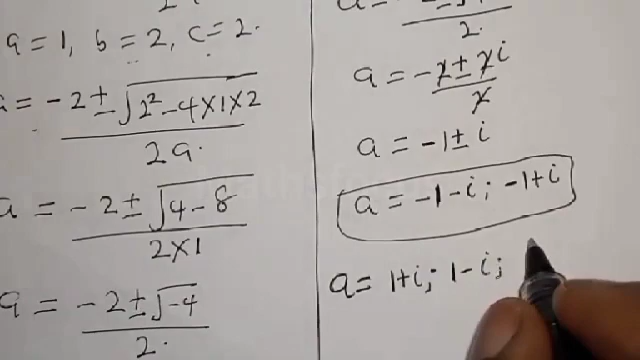 a = 1, b = 2, c = 2.
a = -2 ± √2² - 4×1×2
2a.
a = -2 ± √4 - 8
2×1
a = -2 ± √-4
2.
2.
a = -2 ± 2i
2
a = -1 ± i
a = -1 - i; -1 + i
a = 1 + i; 1 - i;